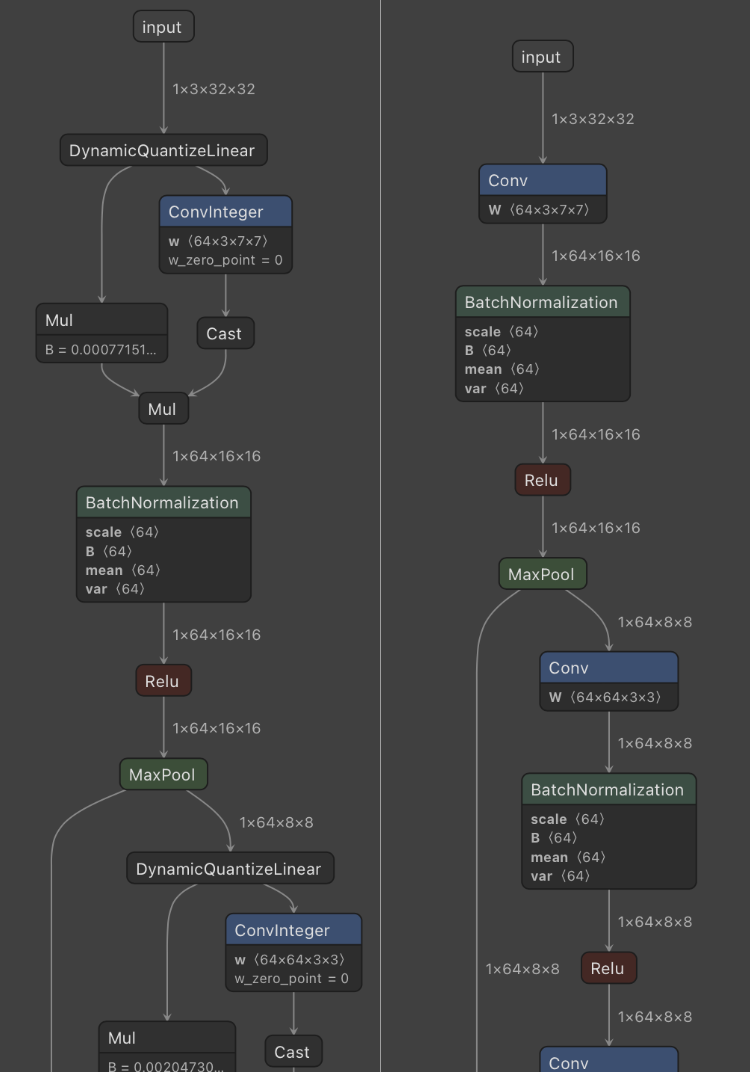 input
1×3×32×32
DynamicQuantizeLinear
ConvInteger
w ⟨64×3×7×7⟩
w_zero_point = 0
Mul
B = 0.00077151…
Cast
Mul
1×64×16×16
BatchNormalization
scale ⟨64⟩
B ⟨64⟩
mean ⟨64⟩
var ⟨64⟩
1×64×16×16
Relu
1×64×16×16
MaxPool
1×64×8×8
DynamicQuantizeLinear
ConvInteger
w ⟨64×64×3×3⟩
w_zero_point = 0
Mul
B = 0.00204730…
Cast
input
1×3×32×32
Conv
W ⟨64×3×7×7⟩
1×64×16×16
BatchNormalization
scale ⟨64⟩
B ⟨64⟩
mean ⟨64⟩
var ⟨64⟩
1×64×16×16
Relu
1×64×16×16
MaxPool
1×64×8×8
Conv
W ⟨64×64×3×3⟩
1×64×8×8
BatchNormalization
scale ⟨64⟩
B ⟨64⟩
mean ⟨64⟩
var ⟨64⟩
1×64×8×8
1×64×8×8
Relu
1×64×8×8
Conv